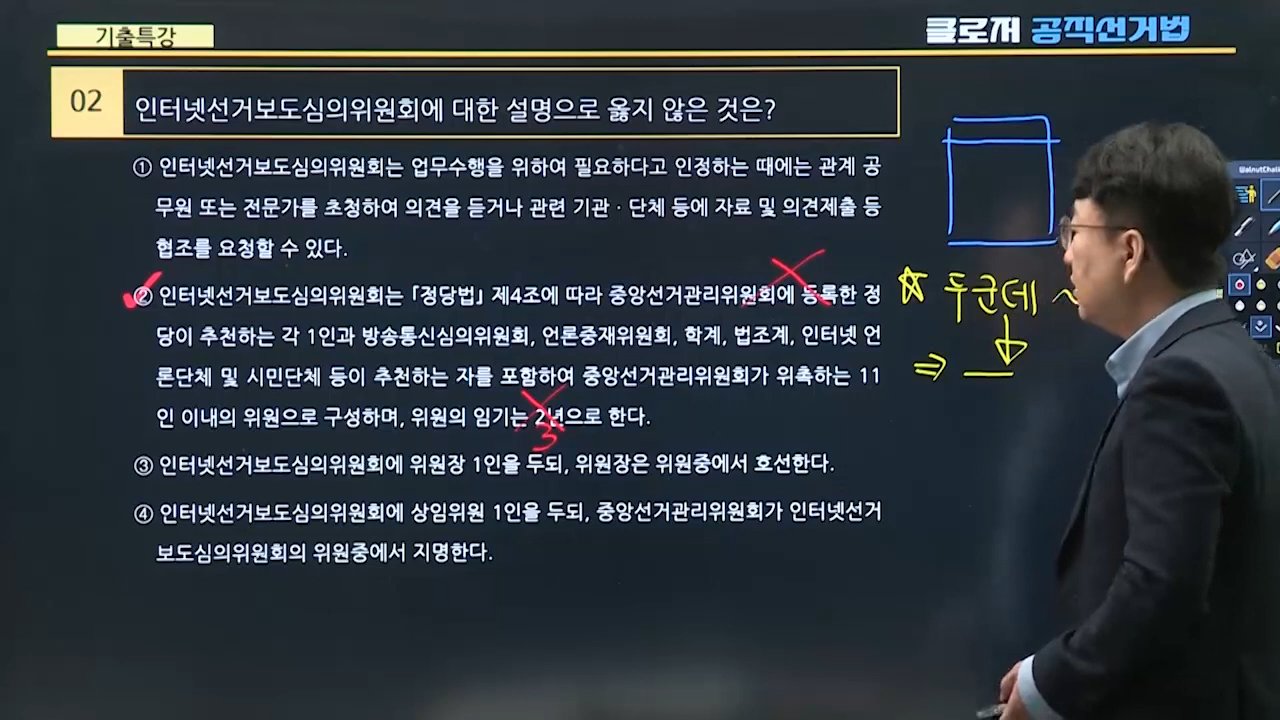 기출특강
클로저 공직선거법
02
인터넷선거보도심의위원회에 대한 설명으로 옳지 않은 것은?
① 인터넷선거보도심의위원회는 업무수행을 위하여 필요하다고 인정하는 때에는 관계 공
무원 또는 전문가를 초청하여 의견을 듣거나 관련 기관·단체 등에 자료 및 의견제출 등
협조를 요청할 수 있다.
② 인터넷선거보도심의위원회는 「정당법」 제4조에 따라 중앙선거관리위원회에 등록한 정
당이 추천하는 각 1인과 방송통신심의위원회, 언론중재위원회, 학계, 법조계, 인터넷 언
론단체 및 시민단체 등이 추천하는 자를 포함하여 중앙선거관리위원회가 위촉하는 11
인 이내의 위원으로 구성하며, 위원의 임기는 2년으로 한다.
3
③ 인터넷선거보도심의위원회에 위원장 1인을 두되, 위원장은 위원중에서 호선한다.
④ 인터넷선거보도심의위원회에 상임위원 1인을 두되, 중앙선거관리위원회가 인터넷선거
보도심의위원회의 위원중에서 지명한다.
☆ 두군데 ~
⇒